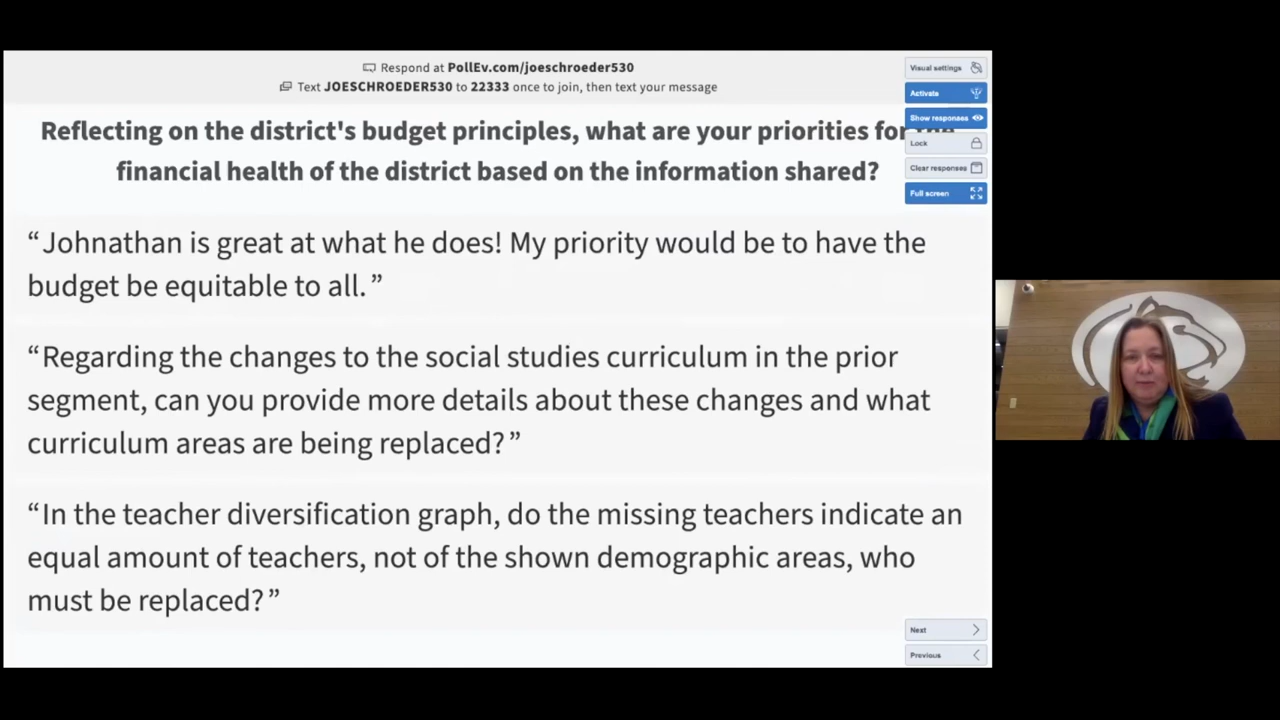 Respond at PollEv.com/joeschroeder530
Text JOESCHROEDER530 to 22333 once to join, then text your message
Visual settings
Activate
Show responses
Lock
Clear responses
Full screen
Reflecting on the district's budget principles, what are your priorities for the
financial health of the district based on the information shared?
“Johnathan is great at what he does! My priority would be to have the
budget be equitable to all.”
“Regarding the changes to the social studies curriculum in the prior
segment, can you provide more details about these changes and what
curriculum areas are being replaced?”
“In the teacher diversification graph, do the missing teachers indicate an
equal amount of teachers, not of the shown demographic areas, who
must be replaced?”
Next
Previous